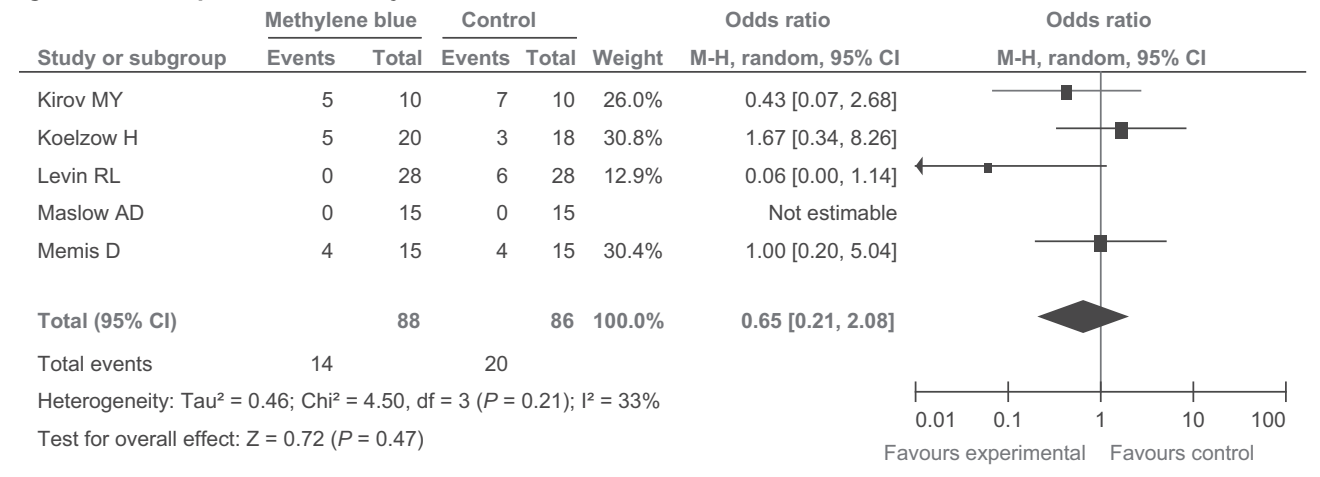 Methylene blue Control Odds ratio Odds ratio
Study or subgroup Events Total Events Total Weight M-H, random, 95% CI M-H, random, 95% CI
Kirov MY 5 10 7 10 26.0% 0.43 [0.07, 2.68]
Koelzow H 5 20 3 18 30.8% 1.67 [0.34, 8.26]
Levin RL 0 28 6 28 12.9% 0.06 [0.00, 1.14]
Maslow AD 0 15 0 15 Not estimable
Memis D 4 15 4 15 30.4% 1.00 [0.20, 5.04]
Total (95% CI) 88 86 100.0% 0.65 [0.21, 2.08]
Total events 14 20
Heterogeneity: Tau² = 0.46; Chi² = 4.50, df = 3 (P = 0.21); I² = 33%
Test for overall effect: Z = 0.72 (P = 0.47)
0.01 0.1 1 10 100
Favours experimental Favours control